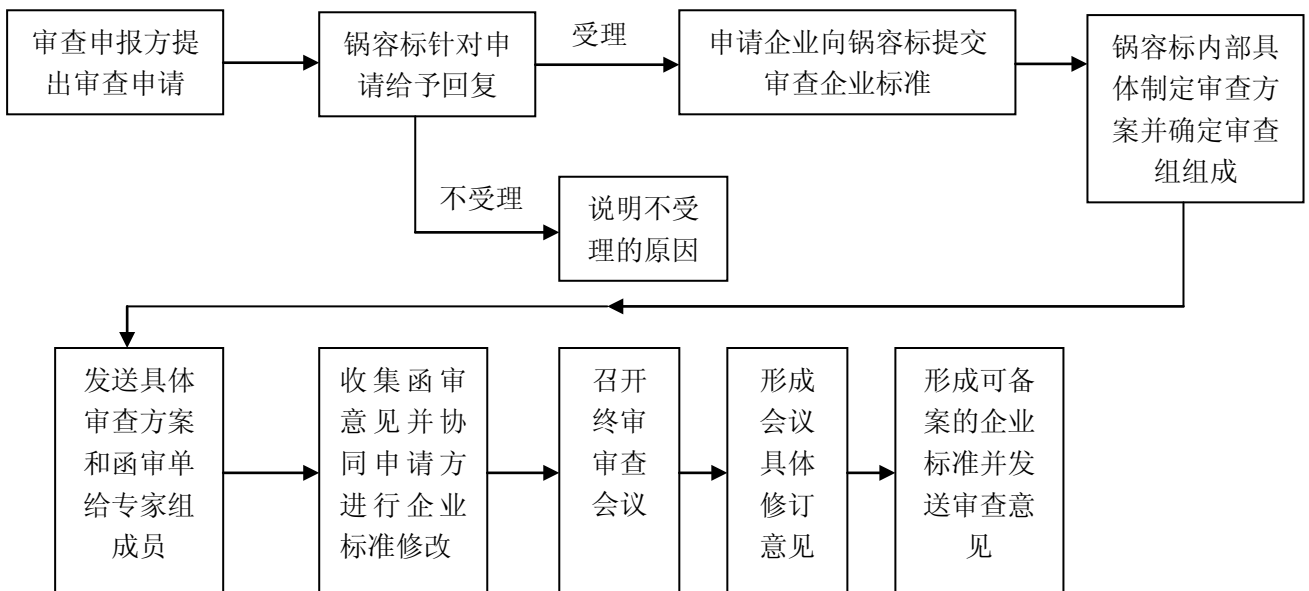 审查申报方提
出审查申请
锅容标针对申
请给予回复
受理
申请企业向锅容标提交
审查企业标准
锅容标内部具
体制定审查方
案并确定审查
组组成
不受理
说明不受
理的原因
发送具体
审查方案
和函审单
给专家组
成员
收集函审
意见并协
同申请方
进行企业
标准修改
召开
终审
审查
会议
形成
会议
具体
修订
意见
形成可备
案的企业
标准并发
送审查意
见